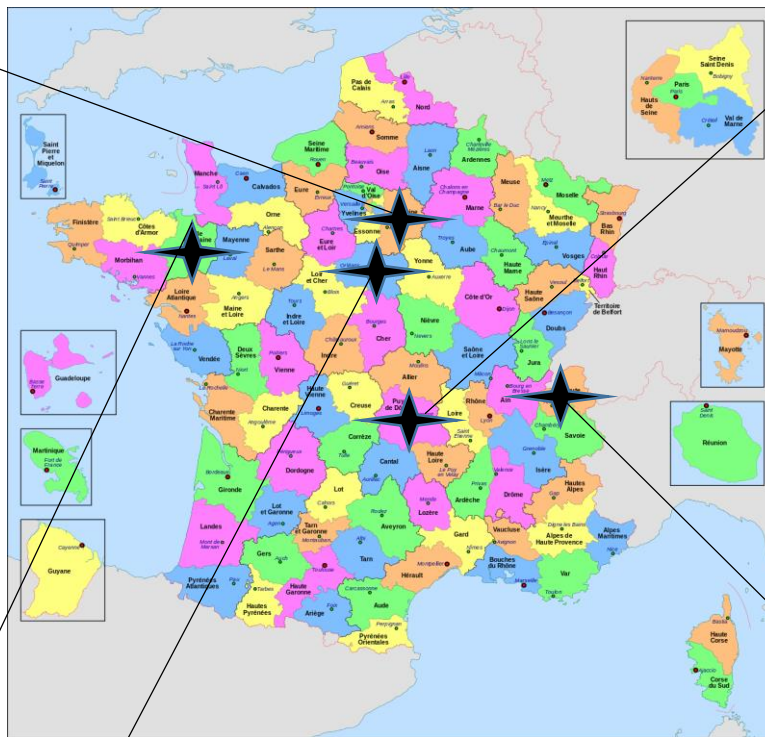 Seine
Saint Denis
Bobigny
Nanterre
Paris
Paris
Hauts
de
Seine
Créteil
Val de
Marne
Saint
Pierre
et
Miquelon
Saint
Pierre
Pas de
Calais
Lille
Arras
Nord
Amiens
Somme
Seine
Maritime
Rouen
Beauvais
Oise
Laon
Aisne
Charleville
Mézières
Ardennes
Manche
Saint Lô
Caen
Calvados
Eure
Evreux
Pontoise
Val
d'Oise
Versailles
Yvelines
Essonne
Chalons en
Champagne
Marne
Meuse
Bar le Duc
Metz
Moselle
Nancy
Meurthe
et Moselle
Strasbourg
Bas
Rhin
Finistère
Quimper
Saint Brieuc
Côtes
d'Armor
Morbihan
Vannes
Mayenne
Laval
Orne
Alençon
Sarthe
Le Mans
Chartres
Eure
et Loir
Loir
et Cher
Blois
Orléans
Yonne
Auxerre
Troyes
Aube
Chaumont
Haute
Marne
Epinal
Vosges
Colmar
Haut
Rhin
Territoire
de Belfort
Loire
Atlantique
Nantes
Angers
Maine
et Loire
Tours
Indre
et Loire
Bourges
Cher
Nièvre
Nevers
Côte d'Or
Dijon
Vesoul
Haute
Saône
Besançon
Doubs
La Roche
sur Yon
Vendée
Deux
Sèvres
Niort
Poitiers
Vienne
Châteauroux
Indre
Moulins
Allier
Saône
et Loire
Mâcon
Lons le
Saunier
Jura
Guadeloupe
Basse
Terre
Mamoudzou
Mayotte
La Rochelle
Charente
Maritime
Charente
Angoulême
Haute
Vienne
Limoges
Guéret
Creuse
Puy
de Dô
Loire
Saint
Etienne
Rhône
Lyon
Bourg en
Bresse
Ain
Chambéry
Savoie
Martinique
Fort de
France
Saint
Denis
Réunion
Bordeaux
Gironde
Périgueux
Dordogne
Corrèze
Tulle
Cantal
Aurillac
Haute
Loire
Le Puy
en Velay
Grenoble
Isère
Valence
Drôme
Privas
Ardèche
Gap
Hautes
Alpes
Cayenne
Guyane
Landes
Mont de
Marsan
Lot
et Garonne
Agen
Cahors
Lot
Tarn
et Garonne
Montauban
Rodez
Aveyron
Mende
Lozère
Gard
Nîmes
Vaucluse
Avignon
Digne les Bains
Alpes de
Haute Provence
Alpes
Maritimes
Nice
Pyrénées
Atlantiques
Pau
Gers
Auch
Tarbes
Hautes
Pyrénées
Toulouse
Haute
Garonne
Albi
Tarn
Montpellier
Hérault
Bouches
du Rhône
Marseille
Var
Toulon
Foix
Ariège
Carcassonne
Aude
Perpignan
Pyrénées
Orientales
Bastia
Haute
Corse
Ajaccio
Corse
du Sud